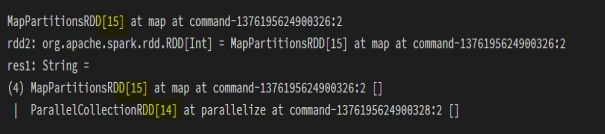 MapPartitionsRDD[15] at map at command-1376195624900326:2
rdd2: org.apache.spark.rdd.RDD[Int] = MapPartitionsRDD[15] at map at command-1376195624900326:2
res1: String =
(4) MapPartitionsRDD[15] at map at command-1376195624900326:2 []
 |  ParallelCollectionRDD[14] at parallelize at command-1376195624900328:2 []